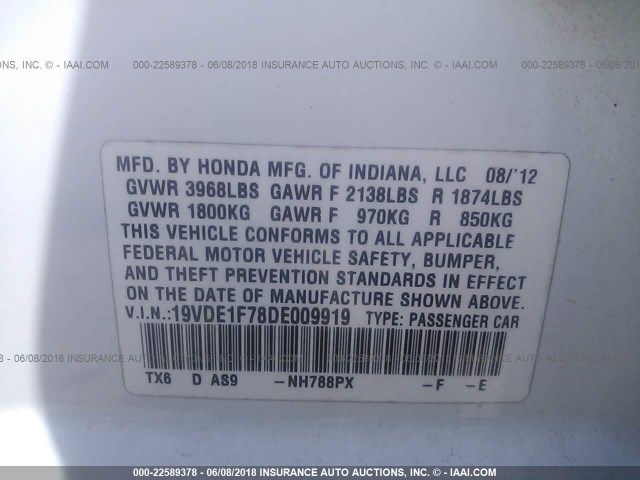 IONS, INC. © - IAAI.COM 000-22589378 - 06/08/2018 INSURANCE AUTO AUCTIONS, INC. © - IAAI.COM 000-22589378 - 06/
MFD. BY HONDA MFG. OF INDIANA, LLC 08/'12
GVWR 3968LBS GAWR F 2138LBS R 1874LBS
GVWR 1800KG GAWR F 970KG R 850KG
THIS VEHICLE CONFORMS TO ALL APPLICABLE
FEDERAL MOTOR VEHICLE SAFETY, BUMPER,
AND THEFT PREVENTION STANDARDS IN EFFECT
ON THE DATE OF MANUFACTURE SHOWN ABOVE.
V.I.N.:19VDE1F78DE009919 TYPE: PASSENGER CAR
TX6 D AS9 -NH788PX -F -E
000-22589378 - 06/08/2018 INSURANCE AUTO AUCTIONS, INC. © - IAAI.COM